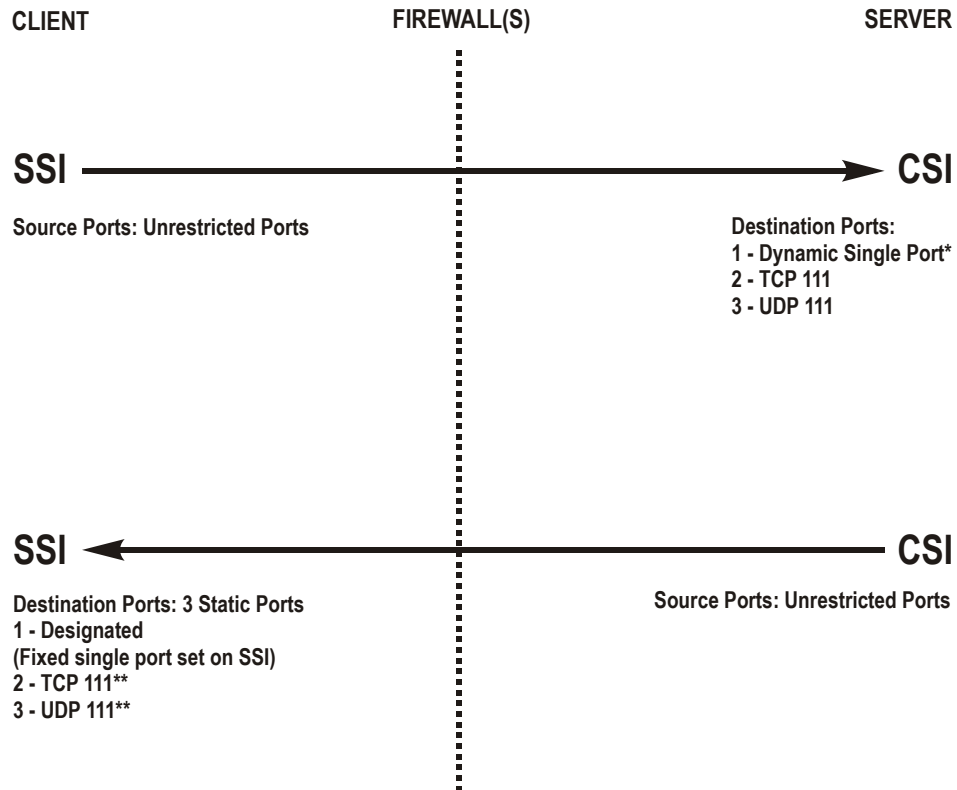 CLIENT
FIREWALL(S)
SERVER
SSI
CSI
Source Ports: Unrestricted Ports
Destination Ports:
1 - Dynamic Single Port*
2 - TCP 111
3 - UDP 111
SSI
CSI
Destination Ports: 3 Static Ports
1 - Designated
(Fixed single port set on SSI)
2 - TCP 111**
3 - UDP 111**
Source Ports: Unrestricted Ports